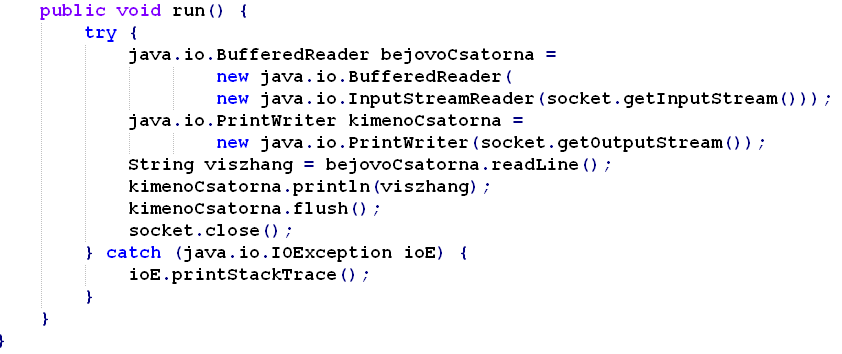 public void run() {
try {
java.io.BufferedReader bejovoCsatorna =
new java.io.BufferedReader(
new java.io.InputStreamReader(socket.getInputStream()));
java.io.PrintWriter kimenoCsatorna =
new java.io.PrintWriter(socket.getOutputStream());
String viszhang = bejovoCsatorna.readLine();
kimenoCsatorna.println(viszhang);
kimenoCsatorna.flush();
socket.close();
} catch (java.io.IOException ioE) {
ioE.printStackTrace();
}
}
}